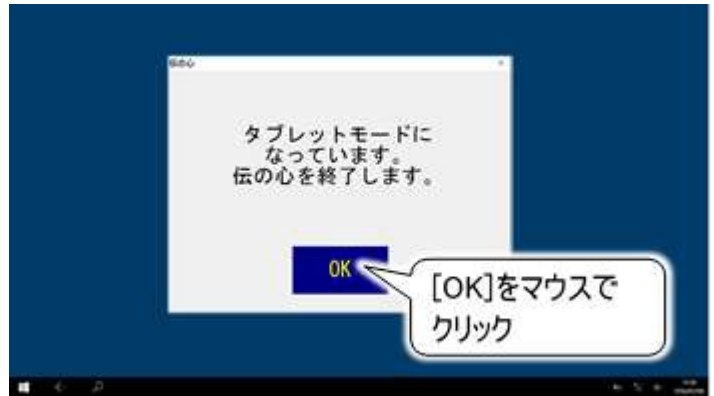 伝の心
タブレットモードに
なっています。
伝の心を終了します。
OK
[OK]をマウスで
クリック